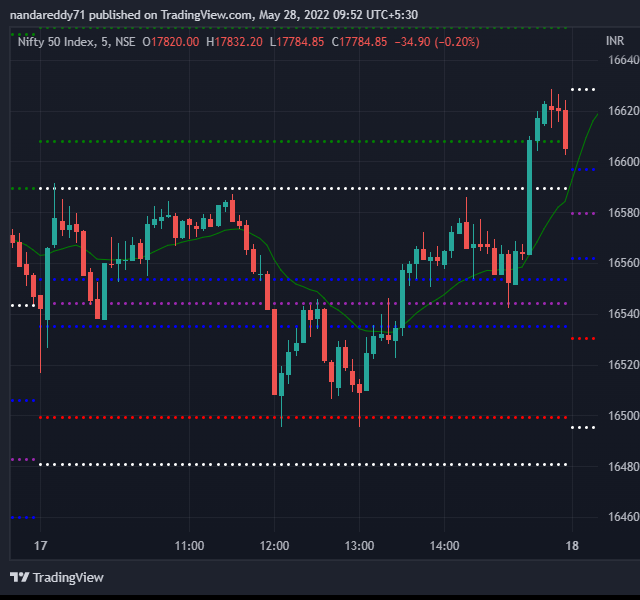 nandareddy71 published on TradingView.com, May 28, 2022 09:52 UTC+5:30
Nifty 50 Index, 5, NSE O17820.00 H17832.20 L17784.85 C17784.85 −34.90 (−0.20%)
INR
16640
16620
16600
16580
16560
16540
16520
16500
16480
16460
17 11:00 12:00 13:00 14:00 18
TradingView